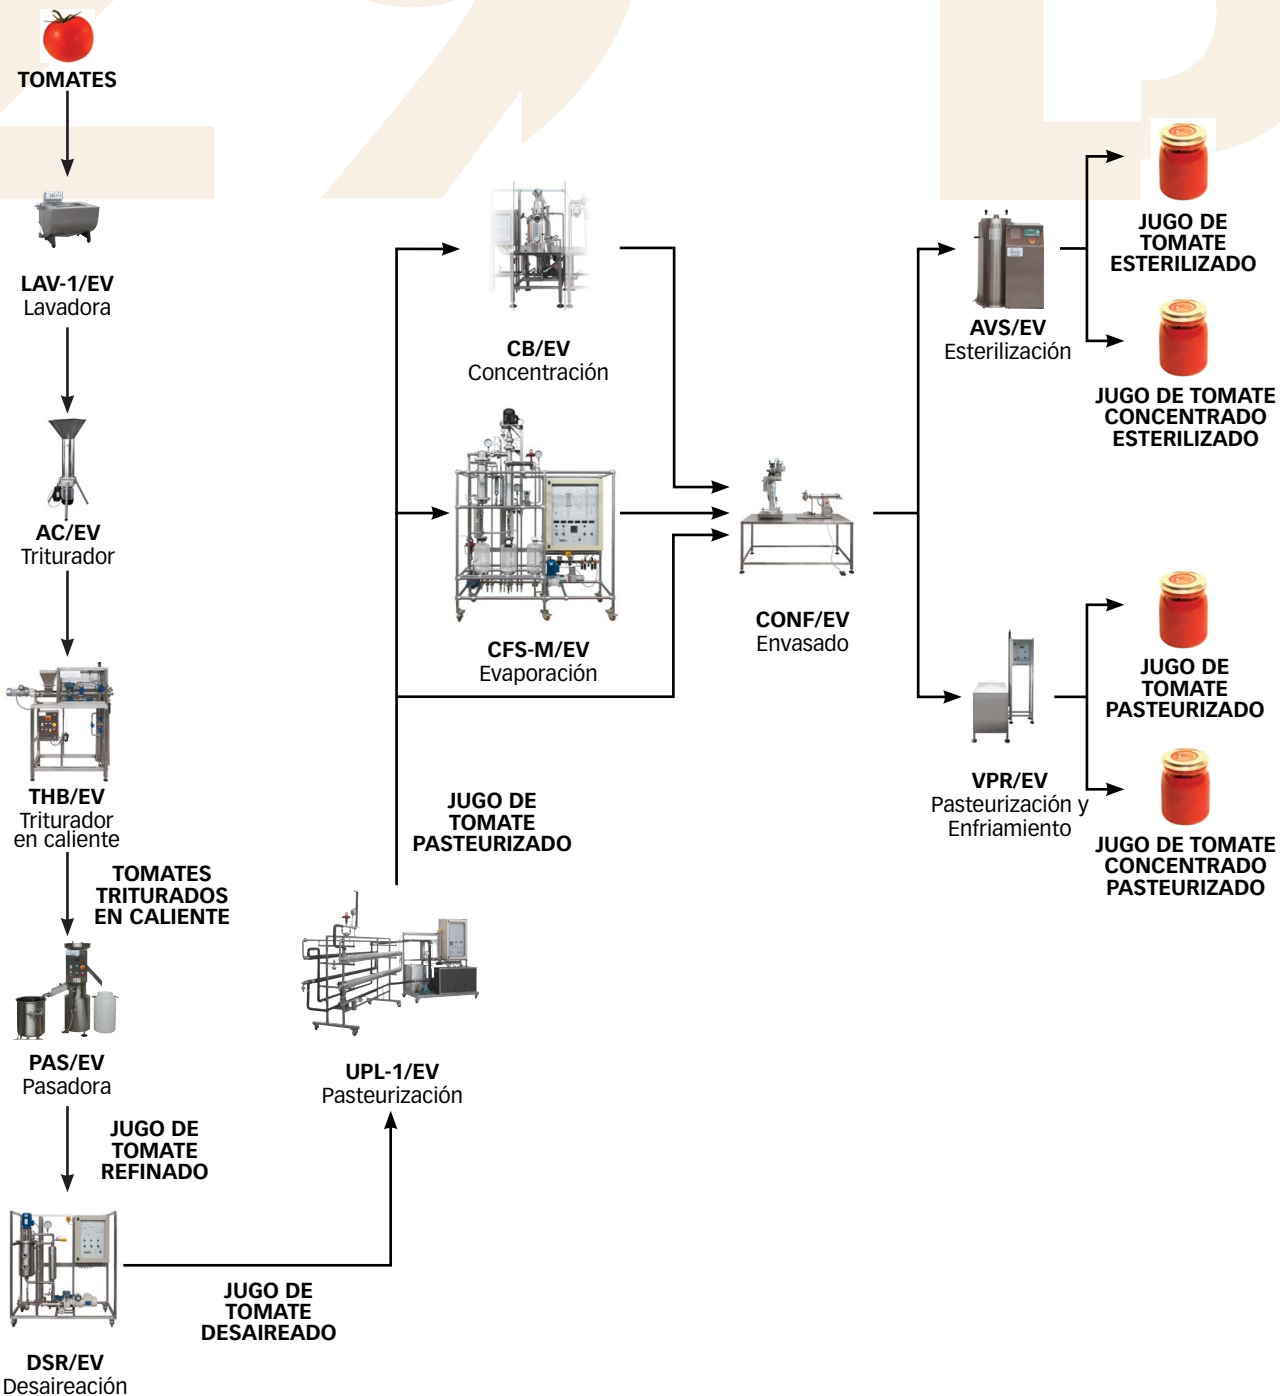 TOMATES
LAV-1/EV
Lavadora
AC/EV
Triturador
THB/EV
Triturador
en caliente
TOMATES
TRITURADOS
EN CALIENTE
PAS/EV
Pasadora
JUGO DE
TOMATE
REFINADO
DSR/EV
Desaireación
JUGO DE
TOMATE
DESAIREADO
UPL-1/EV
Pasteurización
JUGO DE
TOMATE
PASTEURIZADO
CB/EV
Concentración
CFS-M/EV
Evaporación
CONF/EV
Envasado
AVS/EV
Esterilización
JUGO DE
TOMATE
ESTERILIZADO
JUGO DE TOMATE
CONCENTRADO
ESTERILIZADO
VPR/EV
Pasteurización y
Enfriamiento
JUGO DE
TOMATE
PASTEURIZADO
JUGO DE TOMATE
CONCENTRADO
PASTEURIZADO